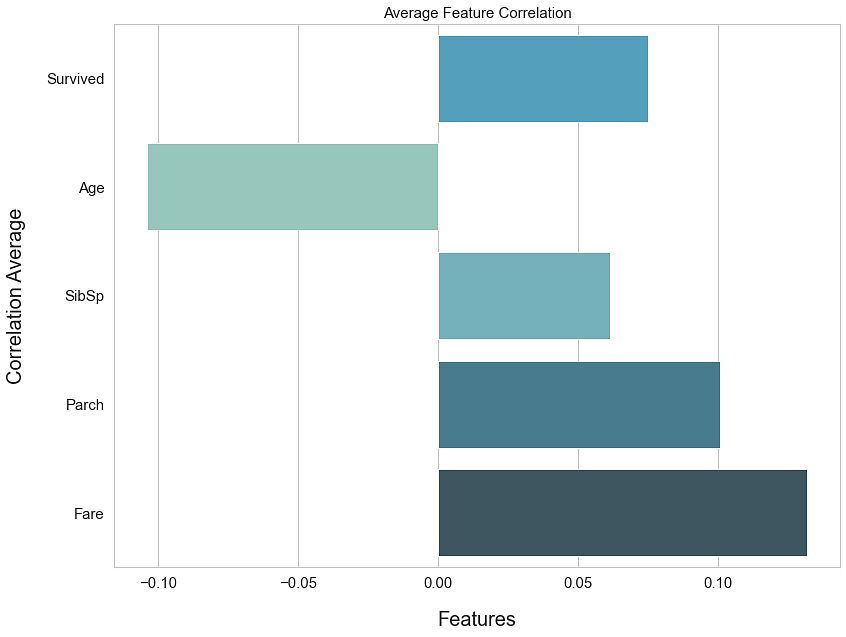 Average Feature Correlation
Correlation Average
Survived
Age
SibSp
Parch
Fare
−0.10 −0.05 0.00 0.05 0.10
Features